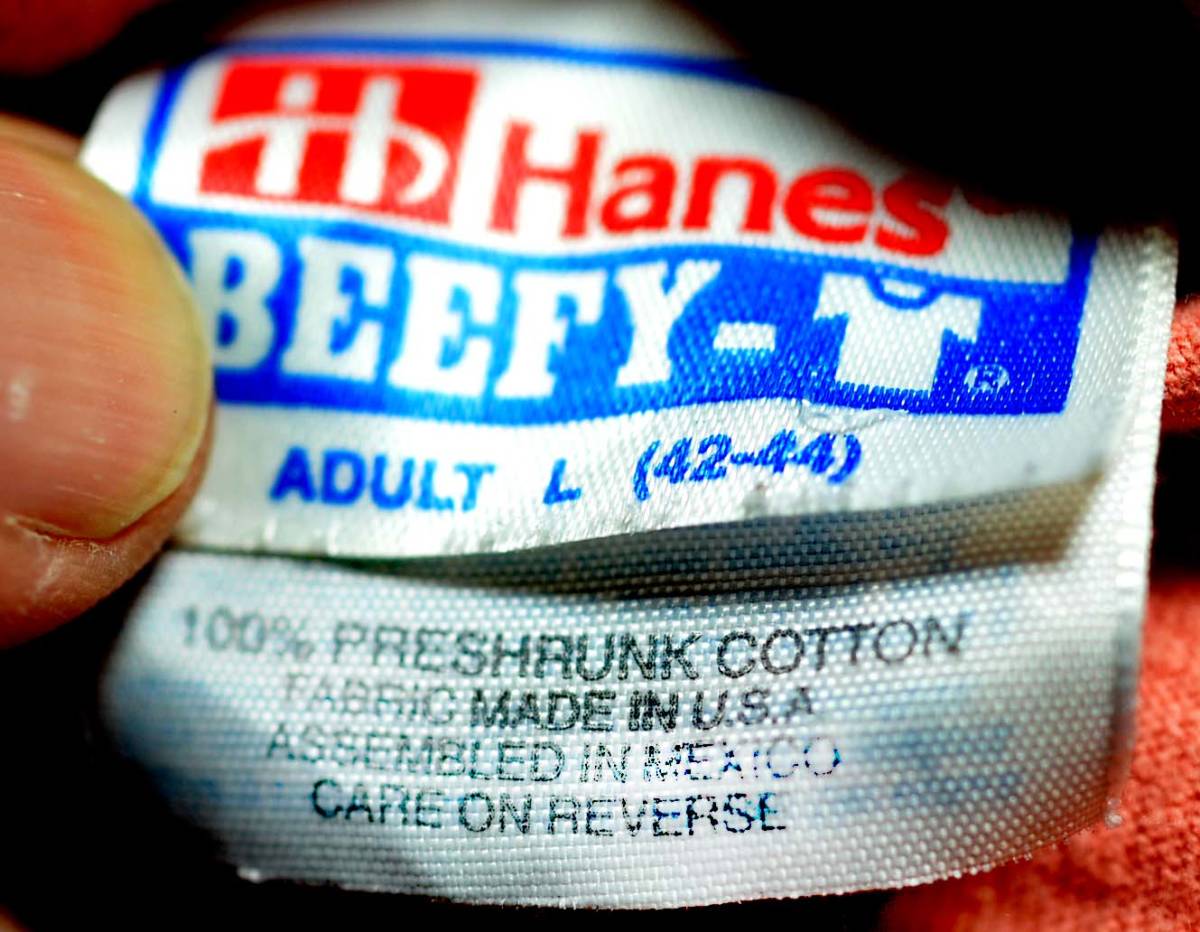 Hanes
BEEFY-T®
ADULT L (42-44)
100% PRESHRUNK COTTON
FABRIC MADE IN U.S.A
ASSEMBLED IN MEXICO
CARE ON REVERSE